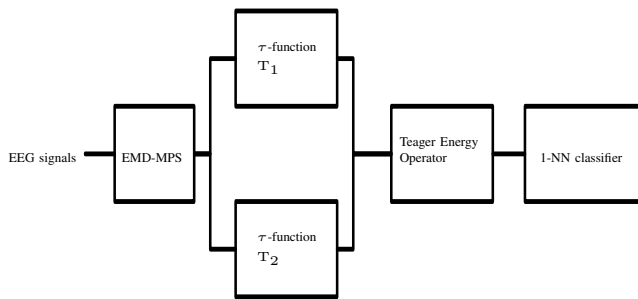 τ-function
T1
EEG signals
EMD-MPS
Teager Energy
Operator
1-NN classifier
τ-function
T2